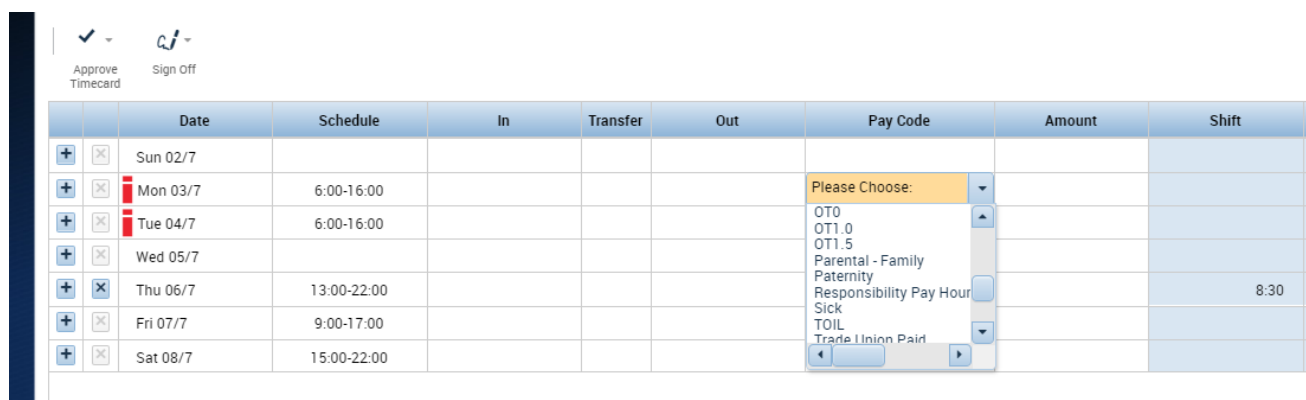 Approve
Timecard
Sign Off
Date Schedule In Transfer Out Pay Code Amount Shift
Sun 02/7
Mon 03/7 6:00-16:00 Please Choose:
Tue 04/7 6:00-16:00
Wed 05/7
Thu 06/7 13:00-22:00 8:30
Fri 07/7 9:00-17:00
Sat 08/7 15:00-22:00
OT0
OT1.0
OT1.5
Parental - Family
Paternity
Responsibility Pay Hour
Sick
TOIL
Trade Union Paid